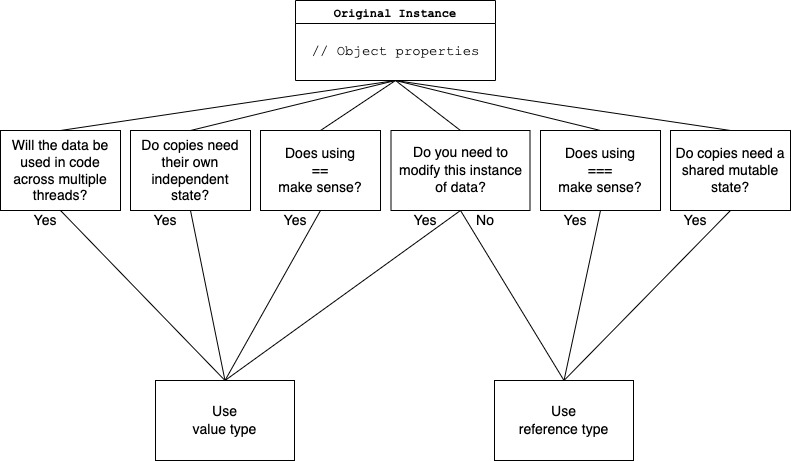 Original Instance
// Object properties
Will the data be
used in code
across multiple
threads?
Do copies need
their own
independent
state?
Does using
==
make sense?
Do you need to
modify this instance
of data?
Does using
===
make sense?
Do copies need a
shared mutable
state?
Yes
Yes
Yes
Yes
No
Yes
Yes
Use
value type
Use
reference type